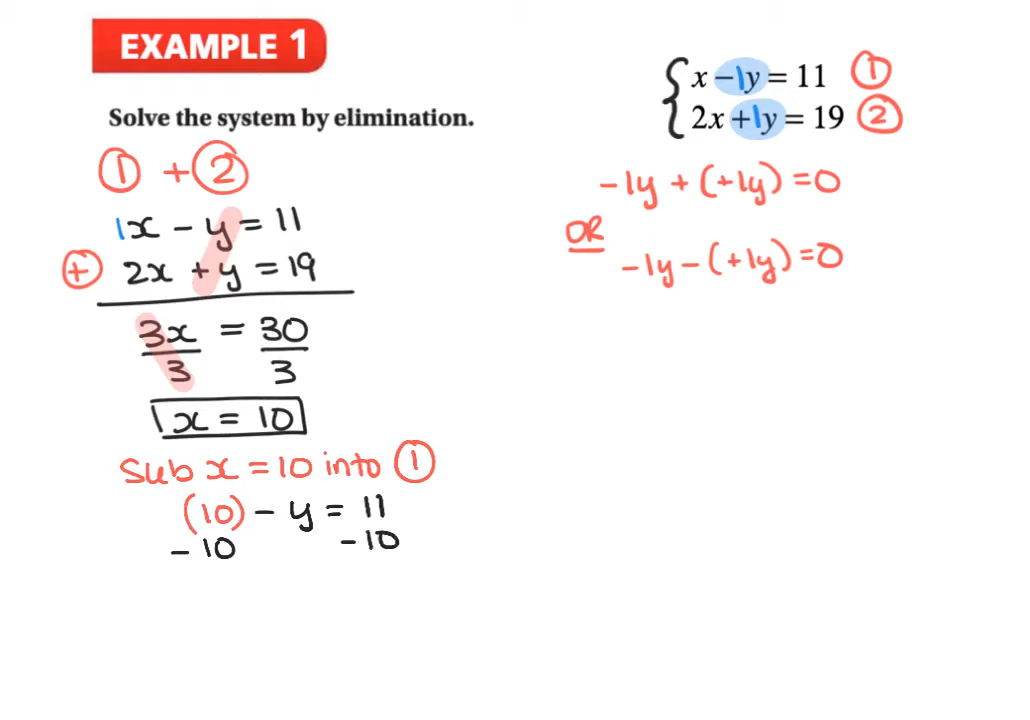 EXAMPLE 1
Solve the system by elimination.
x -1y = 11 ①
2x +1y = 19 ②
① + ②
1x - y = 11
⊕ 2x + y = 19
3x = 30
3 3
1x = 10
Sub x = 10 into ①
(10) - y = 11
-10 -10
-1y + (+1y) = 0
OR
-1y - (+1y) = 0